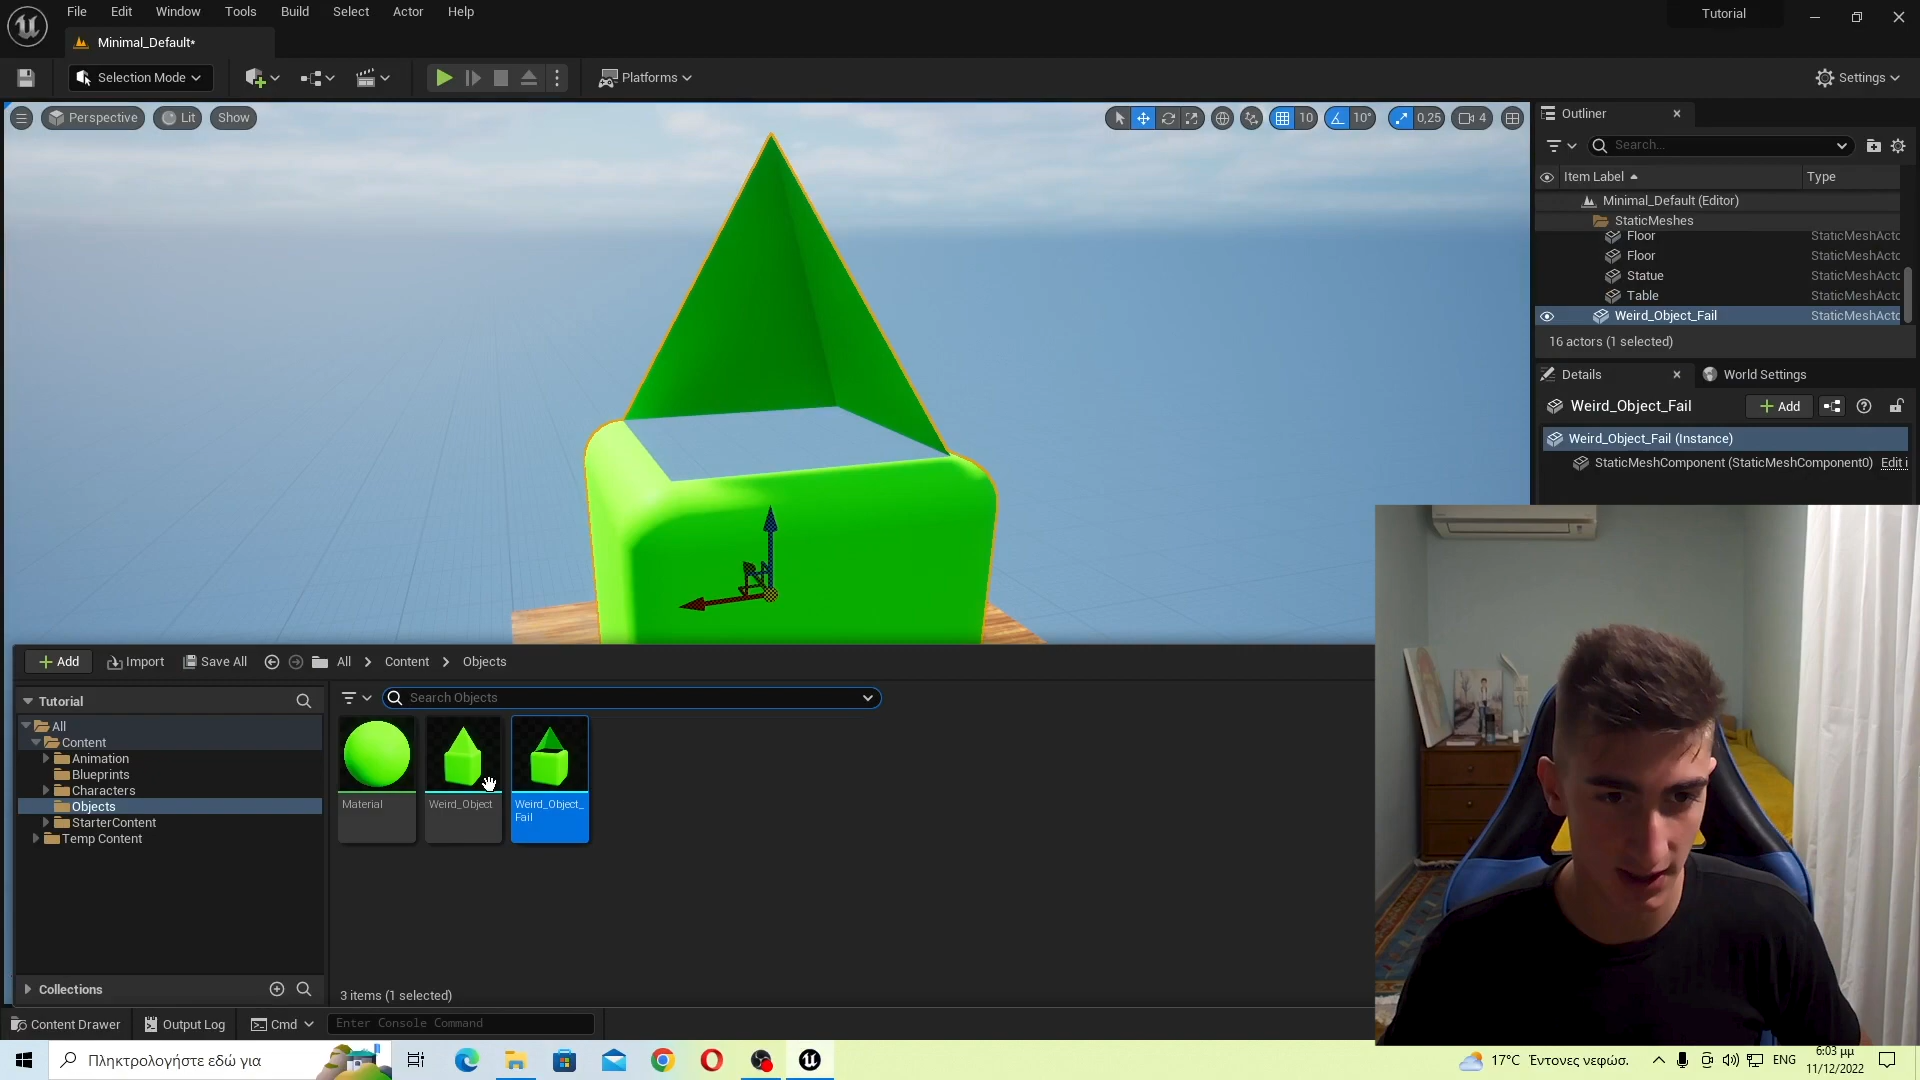 File Edit Window Tools Build Select Actor Help
Tutorial
Minimal_Default*
Selection Mode
Platforms
Settings
Perspective Lit Show
10 10° 0,25 4
Outliner
Search...
Item Label Type
Minimal_Default (Editor)
StaticMeshes
Floor StaticMeshActo
Floor StaticMeshActo
Statue StaticMeshActo
Table StaticMeshActo
Weird_Object_Fail StaticMeshActo
16 actors (1 selected)
Details World Settings
Weird_Object_Fail Add
Weird_Object_Fail (Instance)
StaticMeshComponent (StaticMeshComponent0) Edit i
Add Import Save All All Content Objects
Tutorial
Search Objects
All
Content
Animation
Blueprints
Characters
Objects
StarterContent
Temp Content
Material
Weird_Object
Weird_Object_
Fail
Collections
3 items (1 selected)
Content Drawer Output Log Cmd Enter Console Command
Πληκτρολογήστε εδώ για
17°C Έντονες νεφώσ.
ENG
6:03 μμ
11/12/2022